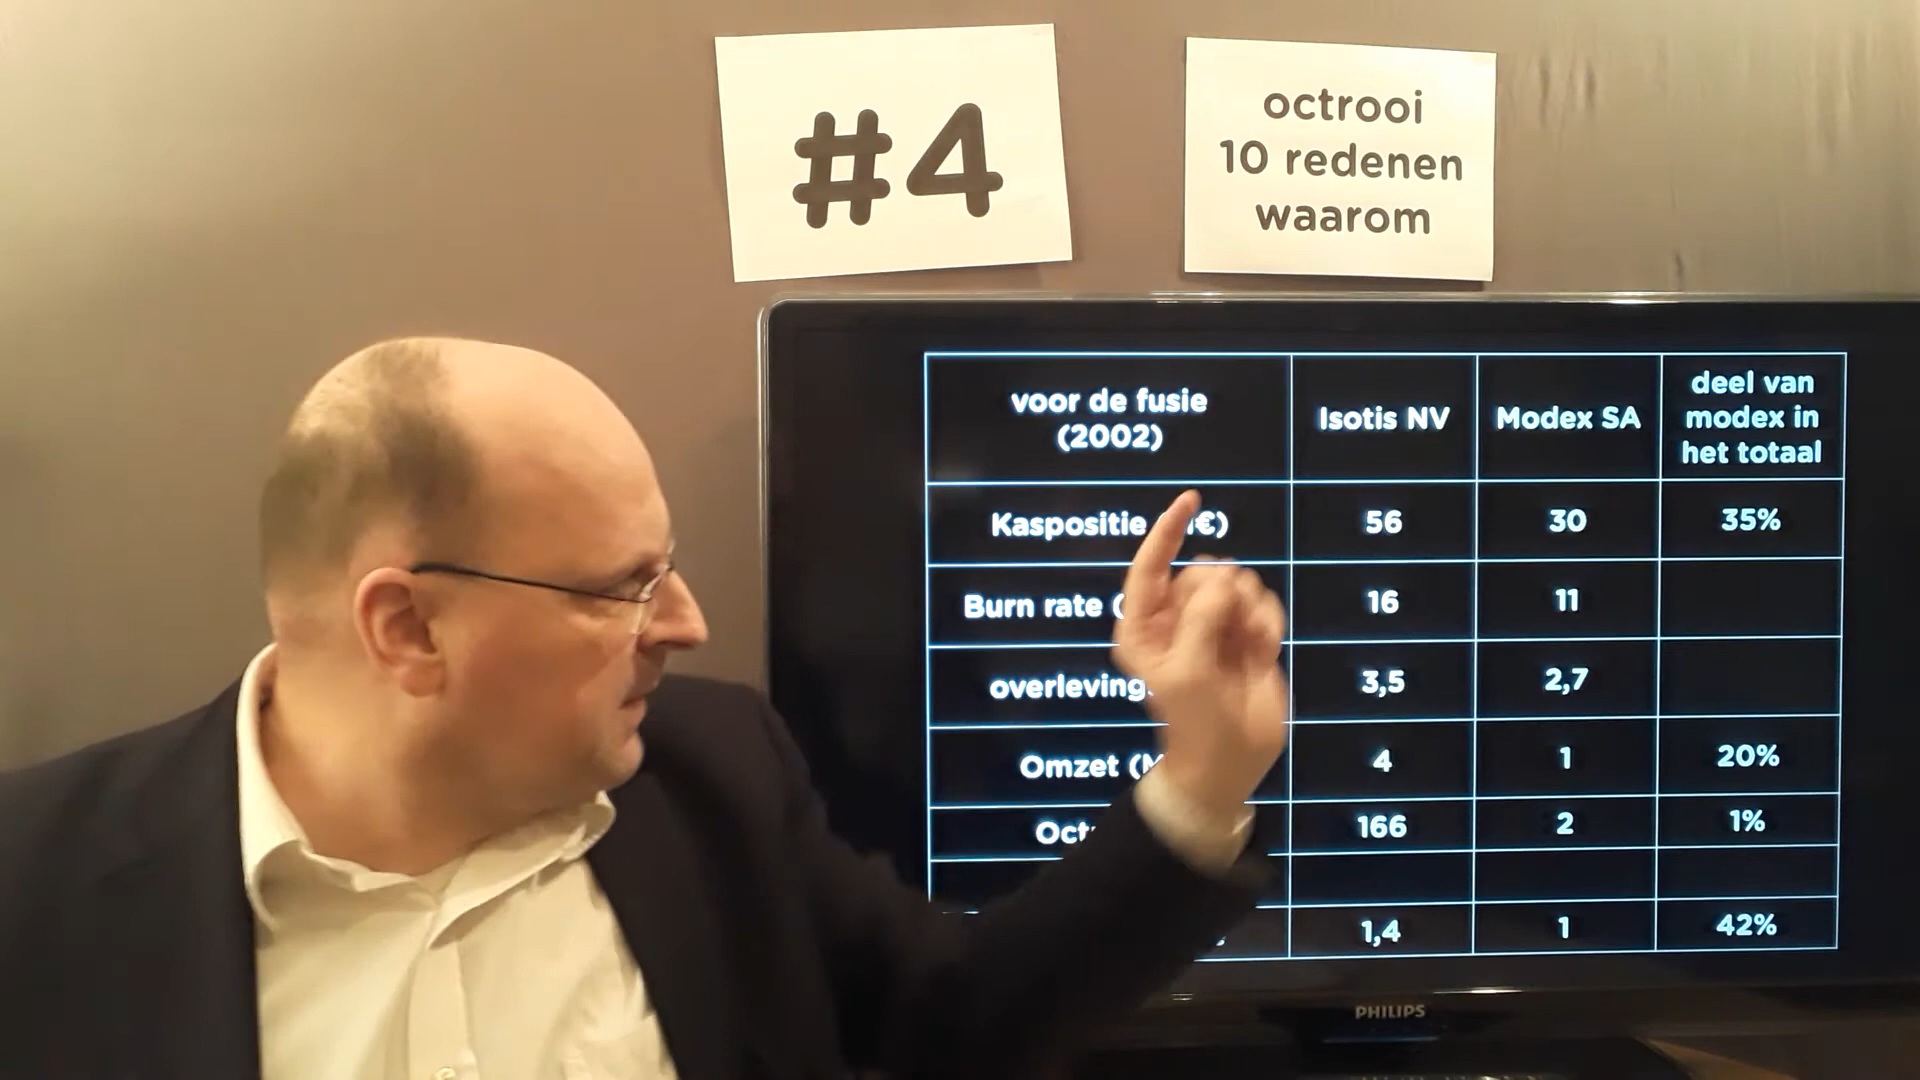 #4
octrooi
10 redenen
waarom
voor de fusie
(2002)
Isotis NV
Modex SA
deel van
modex in
het totaal
Kaspositie €)
56
30
35%
Burn rate (
16
11
3,5
2,7
Omzet (M
4
1
20%
166
2
1%
1,4
1
42%
PHILIPS